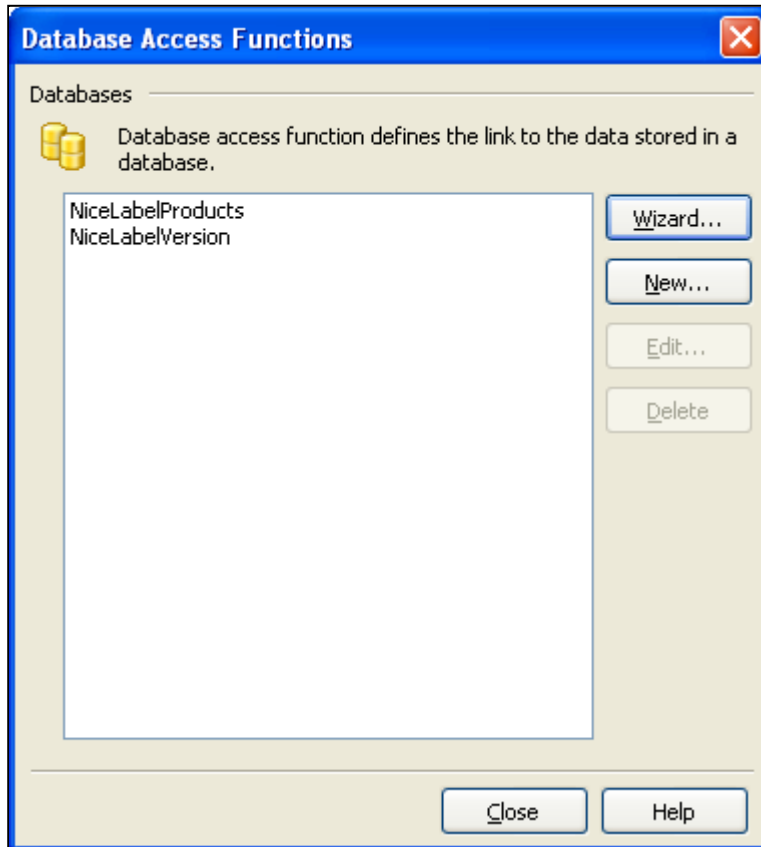 Database Access Functions
Databases
Database access function defines the link to the data stored in a
database.
NiceLabelProducts
NiceLabelVersion
Wizard...
New...
Edit...
Delete
Close
Help